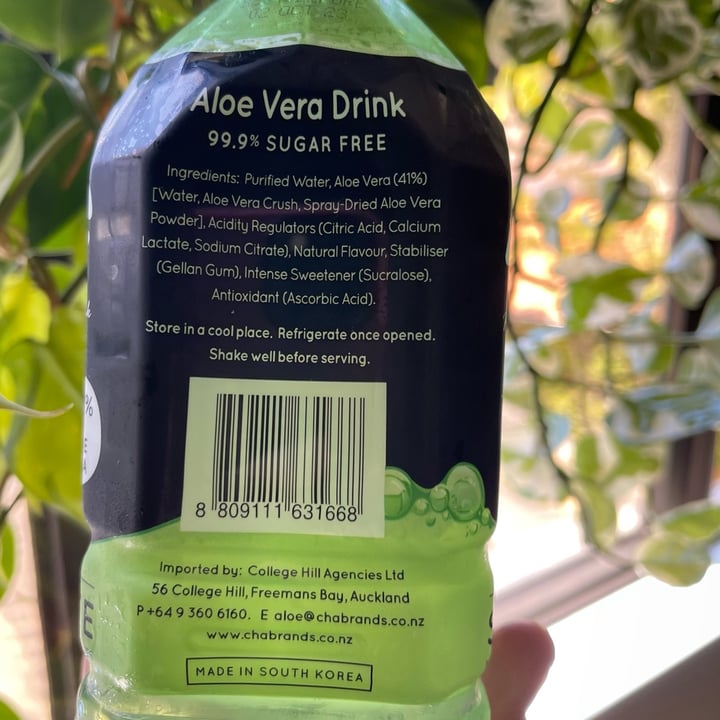 Aloe Vera Drink
99.9% SUGAR FREE
Ingredients: Purified Water, Aloe Vera (41%)
[Water, Aloe Vera Crush, Spray-Dried Aloe Vera
Powder], Acidity Regulators (Citric Acid, Calcium
Lactate, Sodium Citrate), Natural Flavour, Stabiliser
(Gellan Gum), Intense Sweetener (Sucralose),
Antioxidant (Ascorbic Acid).
Store in a cool place. Refrigerate once opened.
Shake well before serving.
8 809111 631668
Imported by: College Hill Agencies Ltd
56 College Hill, Freemans Bay, Auckland
P +64 9 360 6160. E aloe@chabrands.co.nz
www.chabrands.co.nz
MADE IN SOUTH KOREA